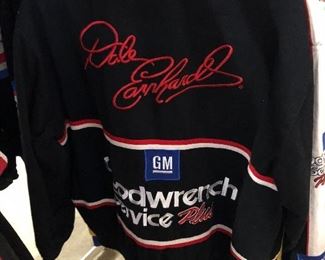 Dale
Earnhardt
GM
odwrench
ervice Plus